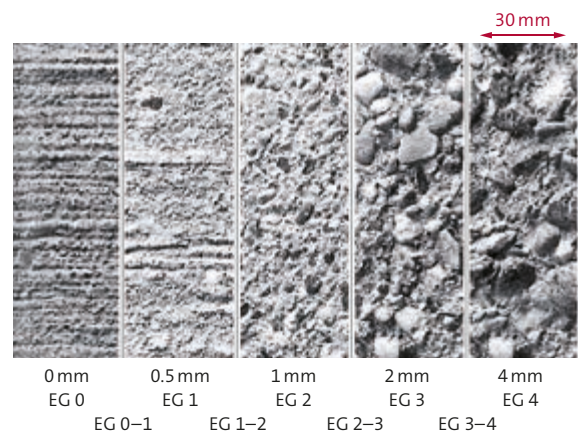 30 mm
0 mm 0.5 mm 1 mm 2 mm 4 mm
EG 0 EG 1 EG 2 EG 3 EG 4
EG 0–1 EG 1–2 EG 2–3 EG 3–4